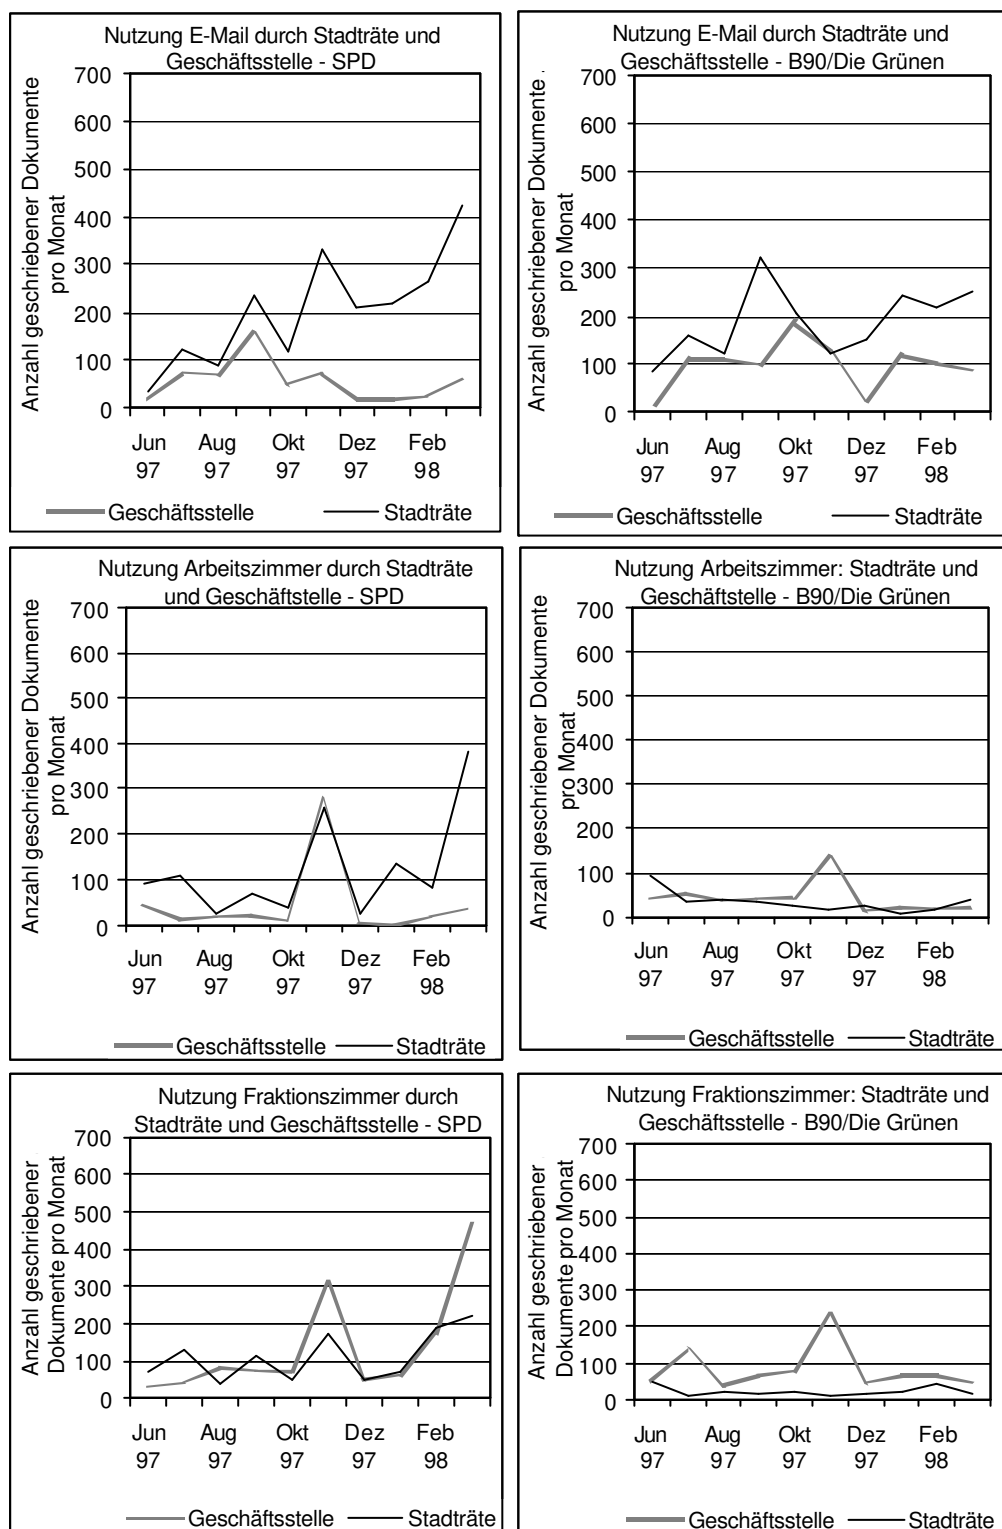 Nutzung E-Mail durch Stadträte und
Geschäftsstelle - SPD
Anzahl geschriebener Dokumente
pro Monat
700
600
500
400
300
200
100
0
Jun Aug Okt Dez Feb
97 97 97 97 98
Geschäftsstelle Stadträte
Nutzung E-Mail durch Stadträte und
Geschäftsstelle - B90/Die Grünen
Anzahl geschriebener Dokumente .
pro Monat
700
600
500
400
300
200
100
0
Jun Aug Okt Dez Feb
97 97 97 97 98
Geschäftsstelle Stadträte
Nutzung Arbeitszimmer durch Stadträte
und Geschäftstelle - SPD
Anzahl geschriebener Dokumente
pro Monat
700
600
500
400
300
200
100
0
Jun Aug Okt Dez Feb
97 97 97 97 98
Geschäftsstelle Stadträte
Nutzung Arbeitszimmer: Stadträte und
Geschäftstelle - B90/Die Grünen
Anzahl geschriebener Dokumente
pro Monat
700
600
500
400
300
200
100
0
Jun Aug Okt Dez Feb
97 97 97 97 98
Geschäftsstelle Stadträte
Nutzung Fraktionszimmer durch
Stadträte und Geschäftsstelle - SPD
Anzahl geschriebener .
Dokumente pro Monat
700
600
500
400
300
200
100
0
Jun Aug Okt Dez Feb
97 97 97 97 98
Geschäftsstelle Stadträte
Nutzung Fraktionszimmer: Stadträte und
Geschäftsstelle - B90/Die Grünen
Anzahl geschriebener .
Dokumente pro Monat
700
600
500
400
300
200
100
0
Jun Aug Okt Dez Feb
97 97 97 97 98
Geschäftsstelle Stadträte